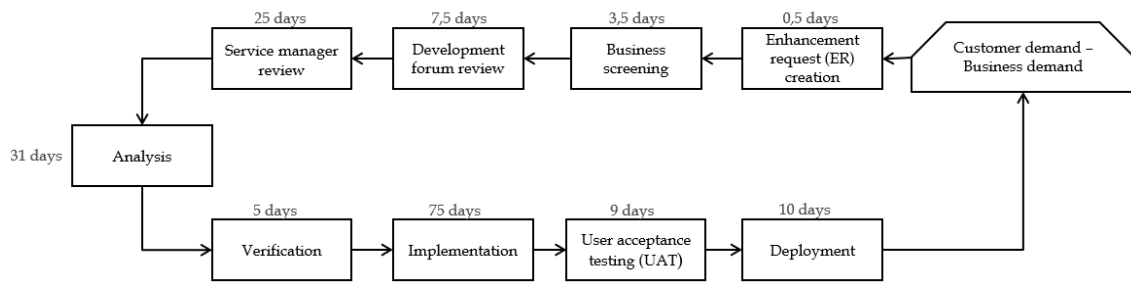 25 days
7,5 days
3,5 days
0,5 days
Service manager
review
Development
forum review
Business
screening
Enhancement
request (ER)
creation
Customer demand –
Business demand
31 days
Analysis
5 days
75 days
9 days
10 days
Verification
Implementation
User acceptance
testing (UAT)
Deployment